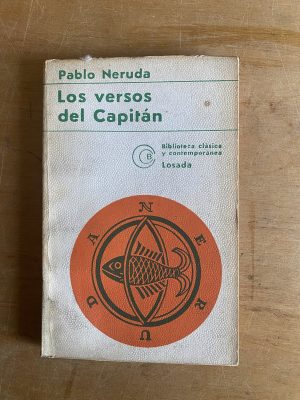 Pablo Neruda
Los versos
del Capitán
Biblioteca clásica
y contemporánea
Losada
NERUDA